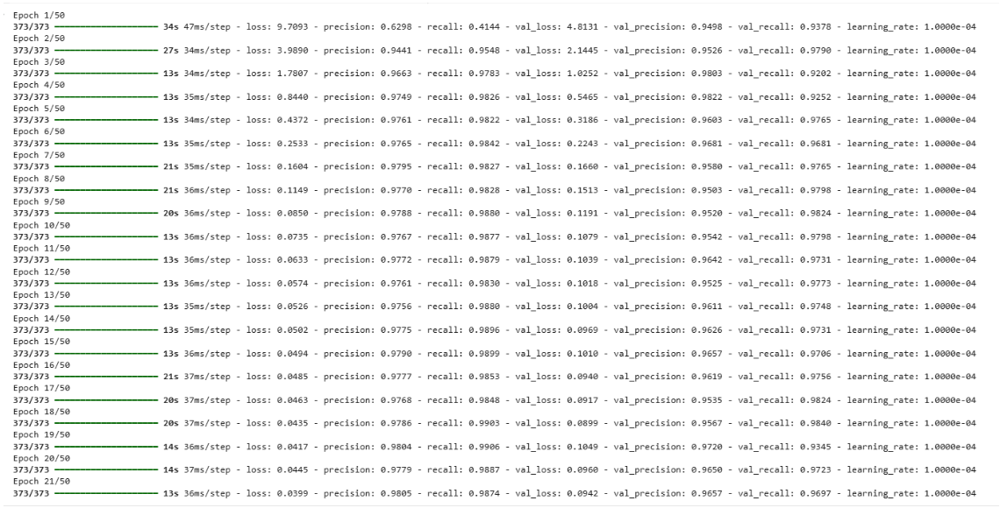 Epoch 1/50
373/373 34s 47ms/step - loss: 9.7093 - precision: 0.6298 - recall: 0.4144 - val_loss: 4.8131 - val_precision: 0.9498 - val_recall: 0.9378 - learning_rate: 1.0000e-04
Epoch 2/50
373/373 27s 34ms/step - loss: 3.9890 - precision: 0.9441 - recall: 0.9548 - val_loss: 2.1445 - val_precision: 0.9526 - val_recall: 0.9790 - learning_rate: 1.0000e-04
Epoch 3/50
373/373 13s 34ms/step - loss: 1.7807 - precision: 0.9663 - recall: 0.9783 - val_loss: 1.0252 - val_precision: 0.9803 - val_recall: 0.9202 - learning_rate: 1.0000e-04
Epoch 4/50
373/373 13s 35ms/step - loss: 0.8440 - precision: 0.9749 - recall: 0.9826 - val_loss: 0.5465 - val_precision: 0.9822 - val_recall: 0.9252 - learning_rate: 1.0000e-04
Epoch 5/50
373/373 13s 34ms/step - loss: 0.4372 - precision: 0.9761 - recall: 0.9822 - val_loss: 0.3186 - val_precision: 0.9603 - val_recall: 0.9765 - learning_rate: 1.0000e-04
Epoch 6/50
373/373 13s 35ms/step - loss: 0.2533 - precision: 0.9765 - recall: 0.9842 - val_loss: 0.2243 - val_precision: 0.9681 - val_recall: 0.9681 - learning_rate: 1.0000e-04
Epoch 7/50
373/373 21s 35ms/step - loss: 0.1604 - precision: 0.9795 - recall: 0.9827 - val_loss: 0.1660 - val_precision: 0.9580 - val_recall: 0.9765 - learning_rate: 1.0000e-04
Epoch 8/50
373/373 21s 36ms/step - loss: 0.1149 - precision: 0.9770 - recall: 0.9828 - val_loss: 0.1513 - val_precision: 0.9503 - val_recall: 0.9798 - learning_rate: 1.0000e-04
Epoch 9/50
373/373 20s 36ms/step - loss: 0.0850 - precision: 0.9788 - recall: 0.9880 - val_loss: 0.1191 - val_precision: 0.9520 - val_recall: 0.9824 - learning_rate: 1.0000e-04
Epoch 10/50
373/373 13s 36ms/step - loss: 0.0735 - precision: 0.9767 - recall: 0.9877 - val_loss: 0.1079 - val_precision: 0.9542 - val_recall: 0.9798 - learning_rate: 1.0000e-04
Epoch 11/50
373/373 13s 36ms/step - loss: 0.0633 - precision: 0.9772 - recall: 0.9879 - val_loss: 0.1039 - val_precision: 0.9642 - val_recall: 0.9731 - learning_rate: 1.0000e-04
Epoch 12/50
373/373 13s 36ms/step - loss: 0.0574 - precision: 0.9761 - recall: 0.9830 - val_loss: 0.1018 - val_precision: 0.9525 - val_recall: 0.9773 - learning_rate: 1.0000e-04
Epoch 13/50
373/373 13s 35ms/step - loss: 0.0526 - precision: 0.9756 - recall: 0.9880 - val_loss: 0.1004 - val_precision: 0.9611 - val_recall: 0.9748 - learning_rate: 1.0000e-04
Epoch 14/50
373/373 13s 35ms/step - loss: 0.0502 - precision: 0.9775 - recall: 0.9896 - val_loss: 0.0969 - val_precision: 0.9626 - val_recall: 0.9731 - learning_rate: 1.0000e-04
Epoch 15/50
373/373 13s 36ms/step - loss: 0.0494 - precision: 0.9790 - recall: 0.9899 - val_loss: 0.1010 - val_precision: 0.9657 - val_recall: 0.9706 - learning_rate: 1.0000e-04
Epoch 16/50
373/373 21s 37ms/step - loss: 0.0485 - precision: 0.9777 - recall: 0.9853 - val_loss: 0.0940 - val_precision: 0.9619 - val_recall: 0.9756 - learning_rate: 1.0000e-04
Epoch 17/50
373/373 20s 37ms/step - loss: 0.0463 - precision: 0.9768 - recall: 0.9848 - val_loss: 0.0917 - val_precision: 0.9535 - val_recall: 0.9824 - learning_rate: 1.0000e-04
Epoch 18/50
373/373 20s 37ms/step - loss: 0.0435 - precision: 0.9786 - recall: 0.9903 - val_loss: 0.0899 - val_precision: 0.9567 - val_recall: 0.9840 - learning_rate: 1.0000e-04
Epoch 19/50
373/373 14s 36ms/step - loss: 0.0417 - precision: 0.9804 - recall: 0.9906 - val_loss: 0.1049 - val_precision: 0.9720 - val_recall: 0.9345 - learning_rate: 1.0000e-04
Epoch 20/50
373/373 14s 37ms/step - loss: 0.0445 - precision: 0.9779 - recall: 0.9887 - val_loss: 0.0960 - val_precision: 0.9650 - val_recall: 0.9723 - learning_rate: 1.0000e-04
Epoch 21/50
373/373 13s 36ms/step - loss: 0.0399 - precision: 0.9805 - recall: 0.9874 - val_loss: 0.0942 - val_precision: 0.9657 - val_recall: 0.9697 - learning_rate: 1.0000e-04